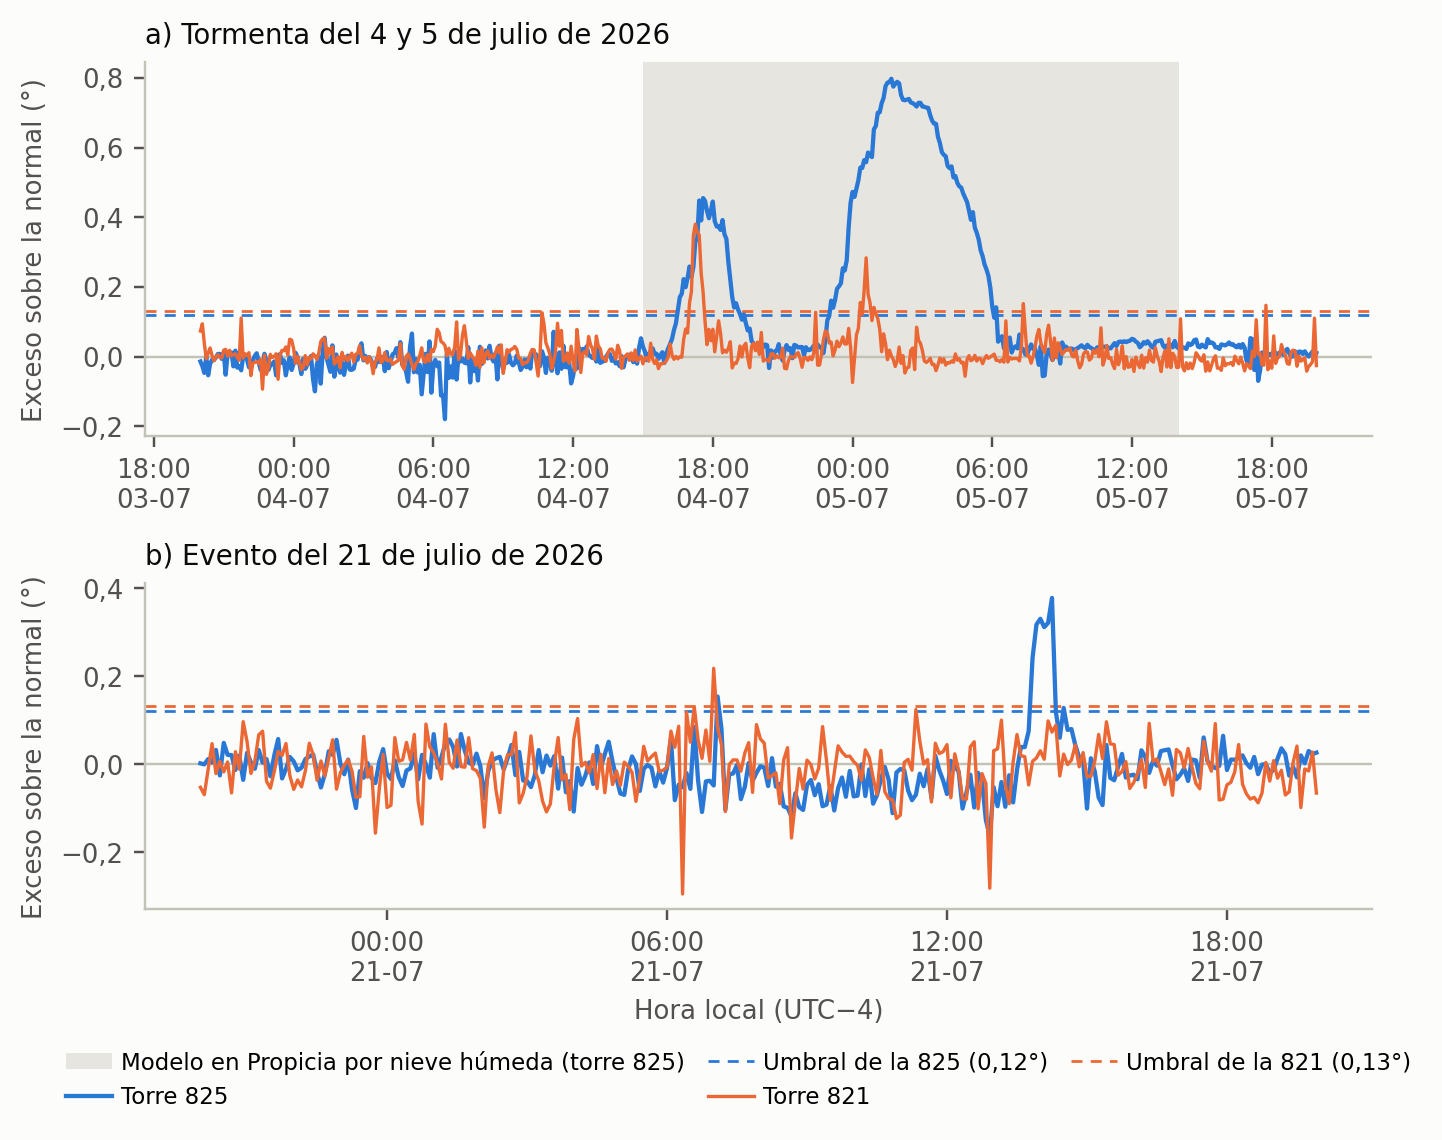 a) Tormenta del 4 y 5 de julio de 2026
Exceso sobre la normal (°)
0,8
0,6
0,4
0,2
0,0
−0,2
18:00 00:00 06:00 12:00 18:00 00:00 06:00 12:00 18:00
03-07 04-07 04-07 04-07 04-07 05-07 05-07 05-07 05-07
b) Evento del 21 de julio de 2026
Exceso sobre la normal (°)
0,4
0,2
0,0
−0,2
00:00 06:00 12:00 18:00
21-07 21-07 21-07 21-07
Hora local (UTC−4)
Modelo en Propicia por nieve húmeda (torre 825) Umbral de la 825 (0,12°) Umbral de la 821 (0,13°)
Torre 825 Torre 821